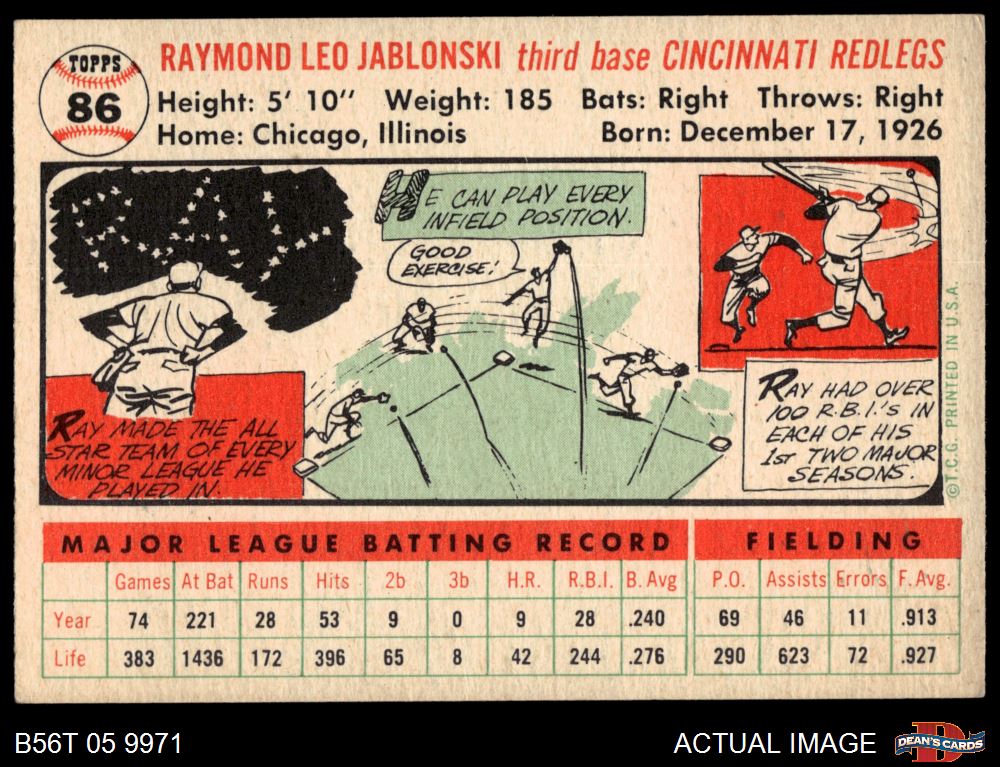 TOPPS
86
RAYMOND LEO JABLONSKI third base CINCINNATI REDLEGS
Height: 5' 10" Weight: 185 Bats: Right Throws: Right
Home: Chicago, Illinois Born: December 17, 1926
HE CAN PLAY EVERY
INFIELD POSITION.
GOOD
EXERCISE!
RAY MADE THE ALL
STAR TEAM OF EVERY
MINOR LEAGUE HE
PLAYED IN.
RAY HAD OVER
100 R.B.I.'s IN
EACH OF HIS
1st TWO MAJOR
SEASONS.
©T.C.G. PRINTED IN U.S.A.
MAJOR LEAGUE BATTING RECORD FIELDING
Games At Bat Runs Hits 2b 3b H.R. R.B.I. B. Avg P.O. Assists Errors F. Avg.
Year 74 221 28 53 9 0 9 28 .240 69 46 11 .913
Life 383 1436 172 396 65 8 42 244 .276 290 623 72 .927
B56T 05 9971 ACTUAL IMAGE DEAN'S CARDS